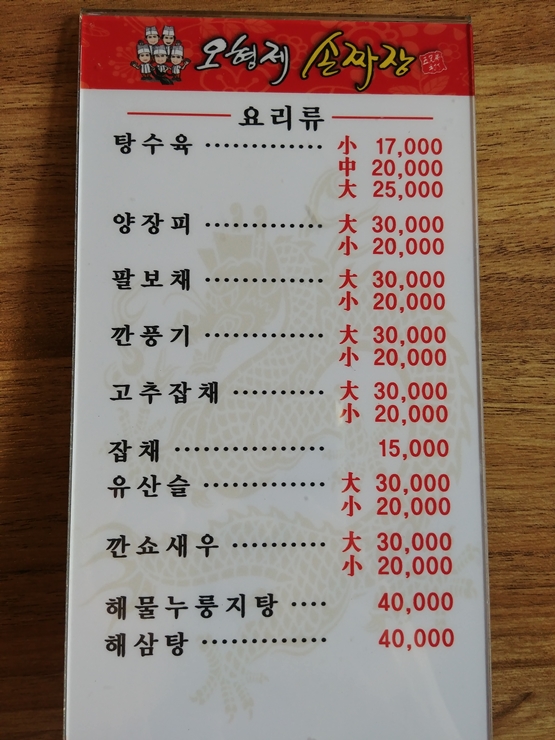 오형제 손짜장
요리류
탕수육 ············· 小 17,000
中 20,000
大 25,000
양장피 ············· 大 30,000
小 20,000
팔보채 ············· 大 30,000
小 20,000
깐풍기 ············· 大 30,000
小 20,000
고추잡채 ··········· 大 30,000
小 20,000
잡채 ················ 15,000
유산슬 ············· 大 30,000
小 20,000
깐쇼새우 ·········· 大 30,000
小 20,000
해물누룽지탕 ···· 40,000
해삼탕 ············· 40,000